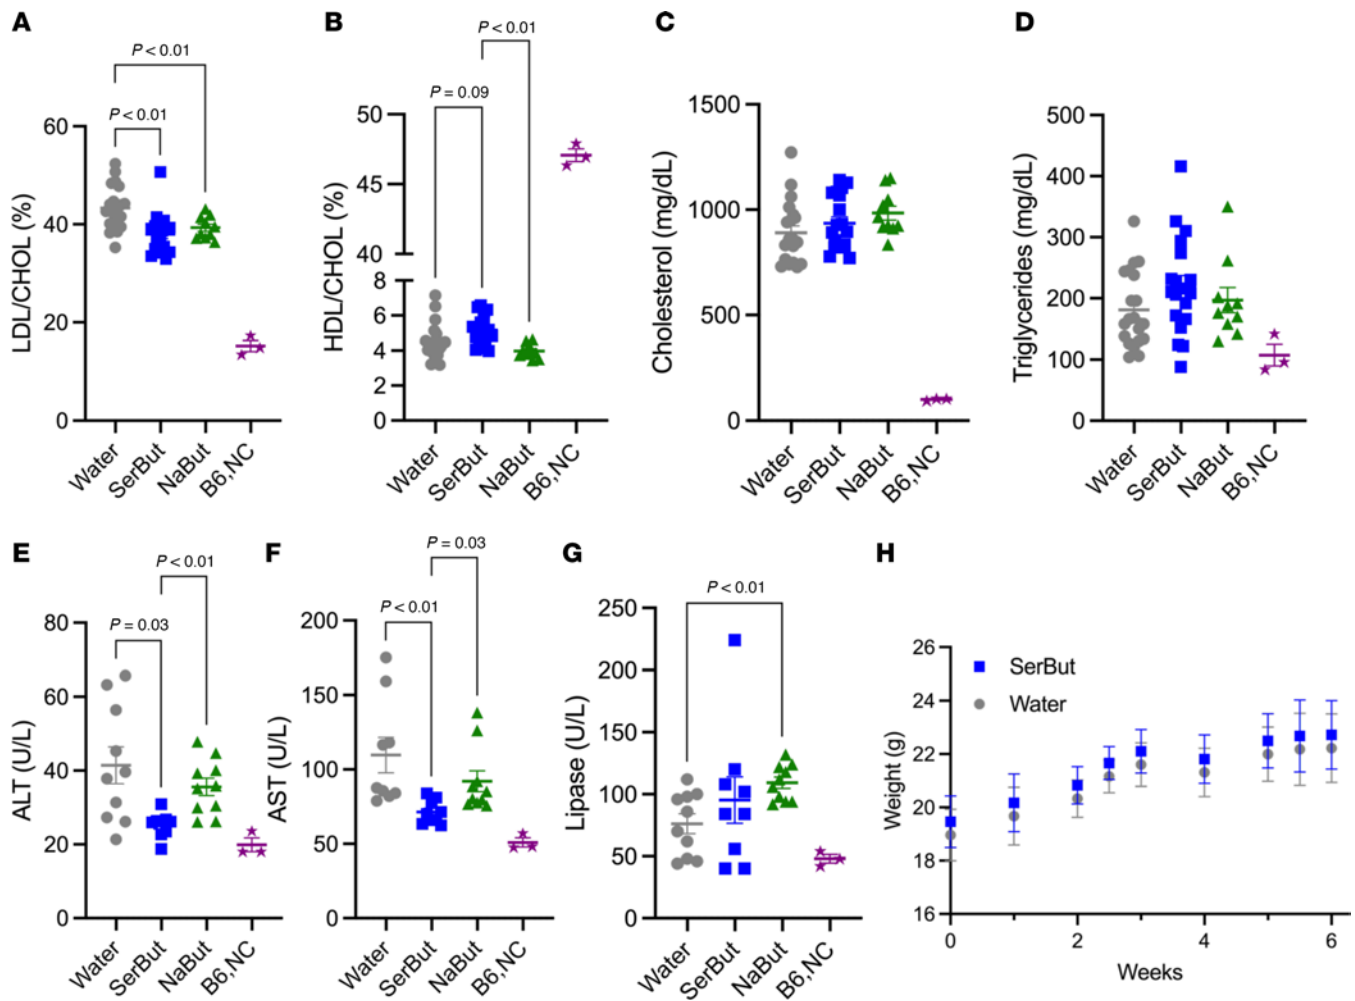 A
P < 0.01
P < 0.01
LDL/CHOL (%)
60
40
20
0
Water
SerBut
NaBut
B6,NC
B
P < 0.01
P = 0.09
HDL/CHOL (%)
50
45
40
8
6
4
2
0
Water
SerBut
NaBut
B6,NC
C
Cholesterol (mg/dL)
1500
1000
500
0
Water
SerBut
NaBut
B6,NC
D
Triglycerides (mg/dL)
500
400
300
200
100
0
Water
SerBut
NaBut
B6,NC
E
P < 0.01
P = 0.03
ALT (U/L)
80
60
40
20
0
Water
SerBut
NaBut
B6,NC
F
P = 0.03
P < 0.01
AST (U/L)
200
150
100
50
0
Water
SerBut
NaBut
B6,NC
G
P < 0.01
Lipase (U/L)
250
200
150
100
50
0
Water
SerBut
NaBut
B6,NC
H
SerBut
Water
Weight (g)
26
24
22
20
18
16
0
2
4
6
Weeks